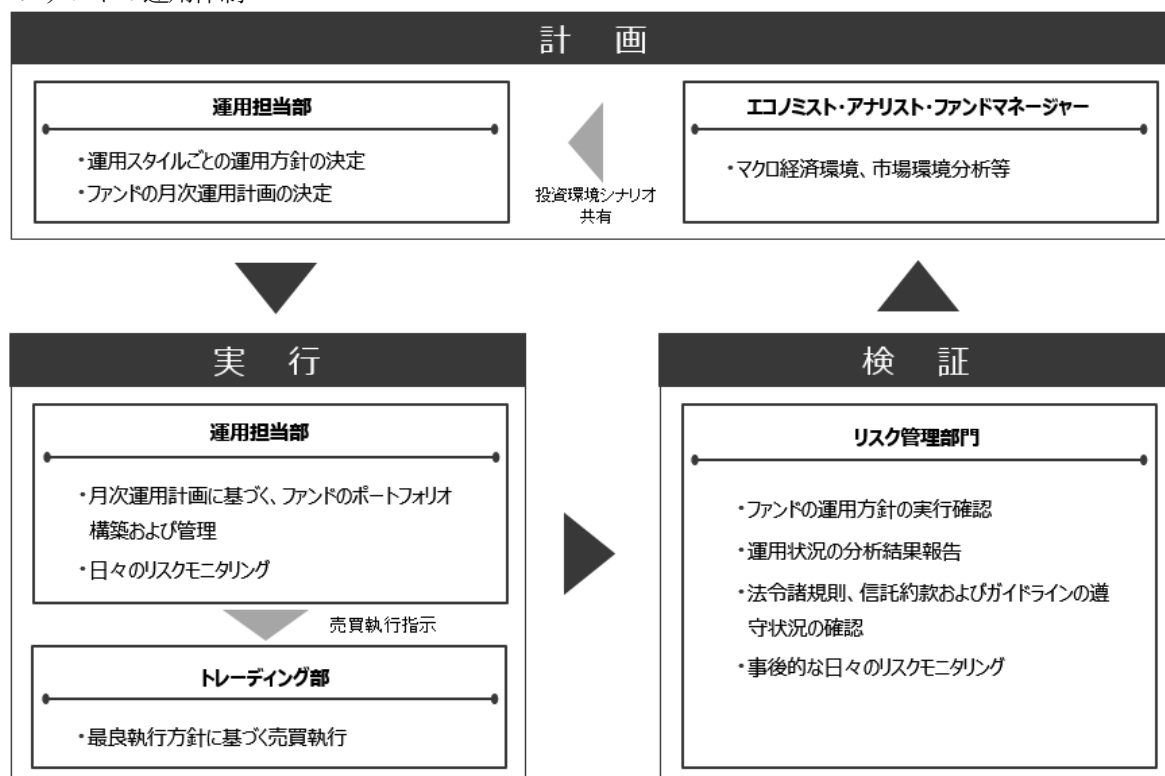 計 画
運用担当部
・運用スタイルごとの運用方針の決定
・ファンドの月次運用計画の決定
投資環境シナリオ
共有
エコノミスト・アナリスト・ファンドマネージャー
・マクロ経済環境、市場環境分析等
実 行
運用担当部
・月次運用計画に基づく、ファンドのポートフォリオ
構築および管理
・日々のリスクモニタリング
売買執行指示
トレーディング部
・最良執行方針に基づく売買執行
検 証
リスク管理部門
・ファンドの運用方針の実行確認
・運用状況の分析結果報告
・法令諸規則、信託約款およびガイドラインの遵
守状況の確認
・事後的な日々のリスクモニタリング